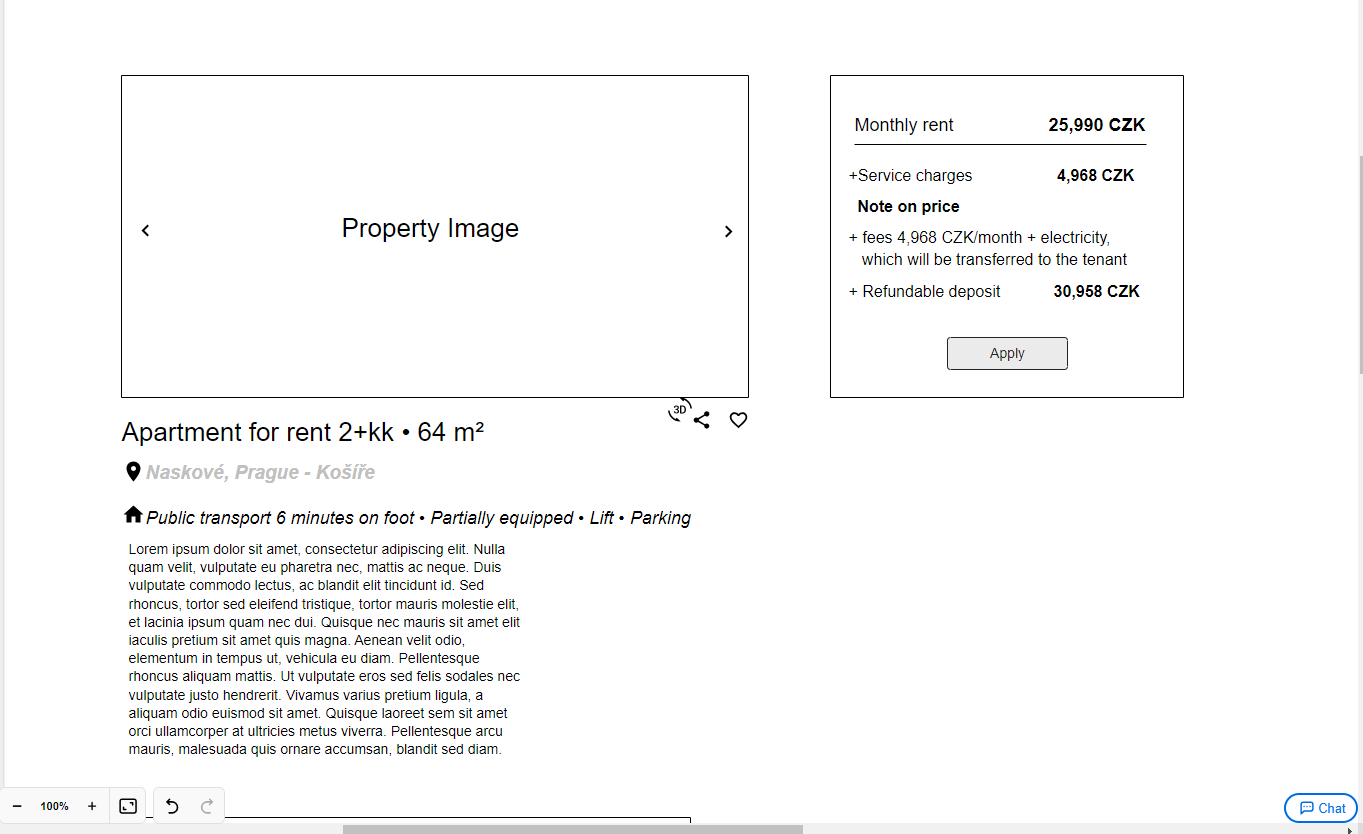 Property Image
Monthly rent 25,990 CZK
+Service charges 4,968 CZK
Note on price
+ fees 4,968 CZK/month + electricity,
which will be transferred to the tenant
+ Refundable deposit 30,958 CZK
Apply
3D
Apartment for rent 2+kk • 64 m²
Naskové, Prague - Košíře
Public transport 6 minutes on foot • Partially equipped • Lift • Parking
Lorem ipsum dolor sit amet, consectetur adipiscing elit. Nulla
quam velit, vulputate eu pharetra nec, mattis ac neque. Duis
vulputate commodo lectus, ac blandit elit tincidunt id. Sed
rhoncus, tortor sed eleifend tristique, tortor mauris molestie elit,
et lacinia ipsum quam nec dui. Quisque nec mauris sit amet elit
iaculis pretium sit amet quis magna. Aenean velit odio,
elementum in tempus ut, vehicula eu diam. Pellentesque
rhoncus aliquam mattis. Ut vulputate eros sed felis sodales nec
vulputate justo hendrerit. Vivamus varius pretium ligula, a
aliquam odio euismod sit amet. Quisque laoreet sem sit amet
orci ullamcorper at ultricies metus viverra. Pellentesque arcu
mauris, malesuada quis ornare accumsan, blandit sed diam.
− 100% +
Chat